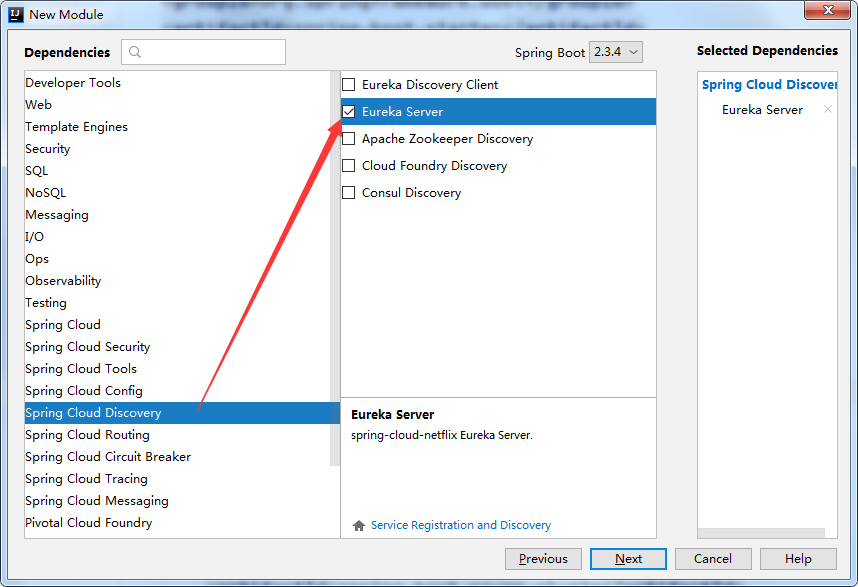 New Module
Dependencies
Spring Boot 2.3.4
Selected Dependencies
Developer Tools
Web
Template Engines
Security
SQL
NoSQL
Messaging
I/O
Ops
Observability
Testing
Spring Cloud
Spring Cloud Security
Spring Cloud Tools
Spring Cloud Config
Spring Cloud Discovery
Spring Cloud Routing
Spring Cloud Circuit Breaker
Spring Cloud Tracing
Spring Cloud Messaging
Pivotal Cloud Foundry
Eureka Discovery Client
Eureka Server
Apache Zookeeper Discovery
Cloud Foundry Discovery
Consul Discovery
Eureka Server
spring-cloud-netflix Eureka Server.
Service Registration and Discovery
Spring Cloud Discover
Eureka Server
Previous
Next
Cancel
Help